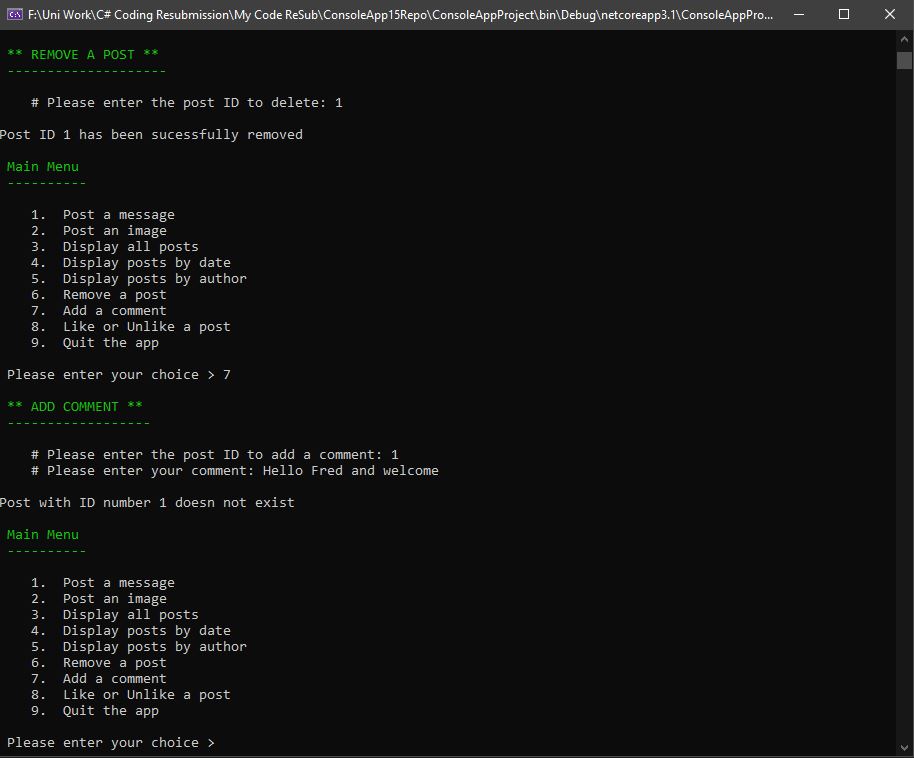 F:\Uni Work\C# Coding Resubmission\My Code ReSub\ConsoleApp15Repo\ConsoleAppProject\bin\Debug\netcoreapp3.1\ConsoleAppPro...
** REMOVE A POST **
--------------------
# Please enter the post ID to delete: 1
Post ID 1 has been sucessfully removed
Main Menu
----------
1. Post a message
2. Post an image
3. Display all posts
4. Display posts by date
5. Display posts by author
6. Remove a post
7. Add a comment
8. Like or Unlike a post
9. Quit the app
Please enter your choice > 7
** ADD COMMENT **
------------------
# Please enter the post ID to add a comment: 1
# Please enter your comment: Hello Fred and welcome
Post with ID number 1 doesn not exist
Main Menu
----------
1. Post a message
2. Post an image
3. Display all posts
4. Display posts by date
5. Display posts by author
6. Remove a post
7. Add a comment
8. Like or Unlike a post
9. Quit the app
Please enter your choice >